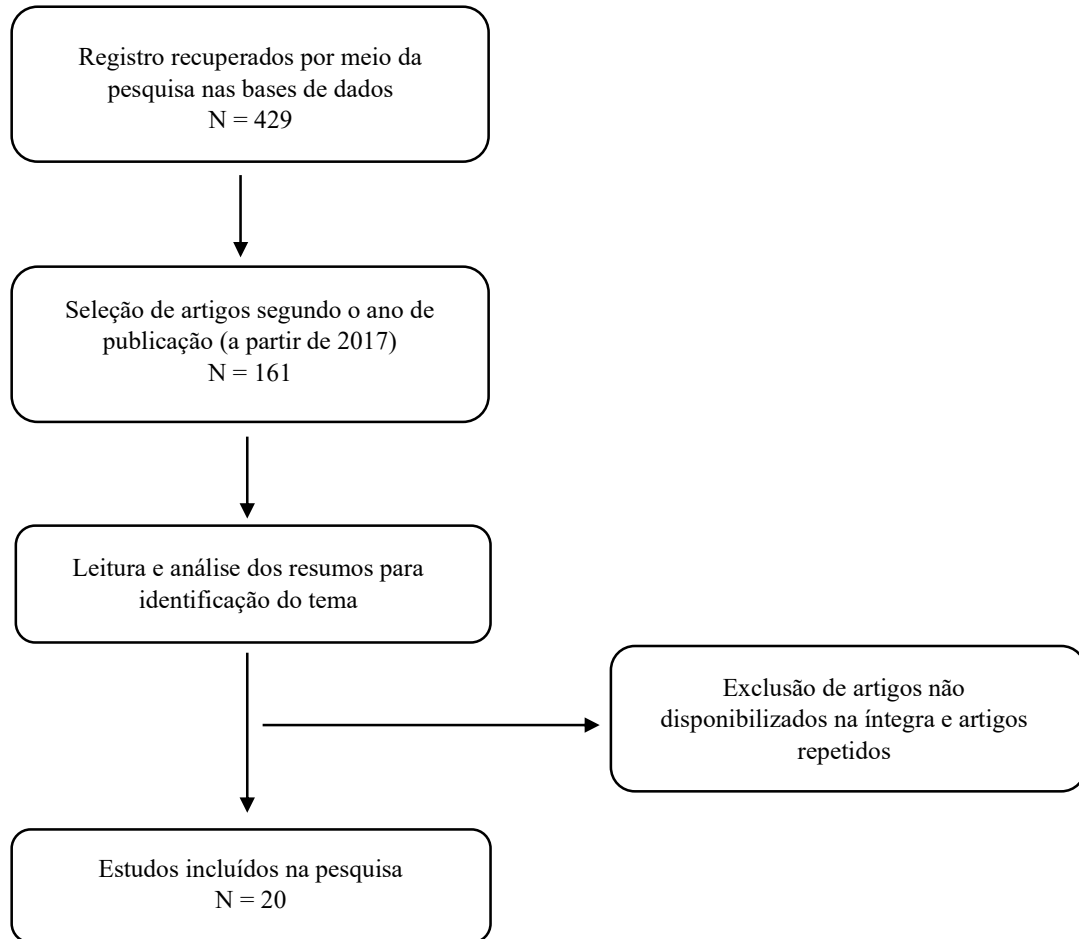 Registro recuperados por meio da
pesquisa nas bases de dados
N = 429
Seleção de artigos segundo o ano de
publicação (a partir de 2017)
N = 161
Leitura e análise dos resumos para
identificação do tema
Exclusão de artigos não
disponibilizados na íntegra e artigos
repetidos
Estudos incluídos na pesquisa
N = 20